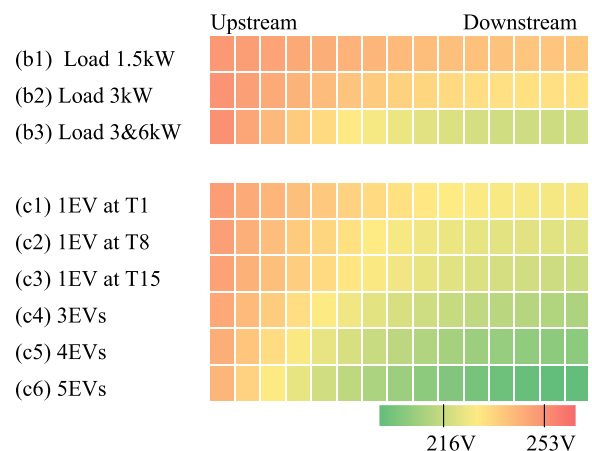 Upstream Downstream
(b1) Load 1.5kW
(b2) Load 3kW
(b3) Load 3&6kW
(c1) 1EV at T1
(c2) 1EV at T8
(c3) 1EV at T15
(c4) 3EVs
(c5) 4EVs
(c6) 5EVs
216V 253V